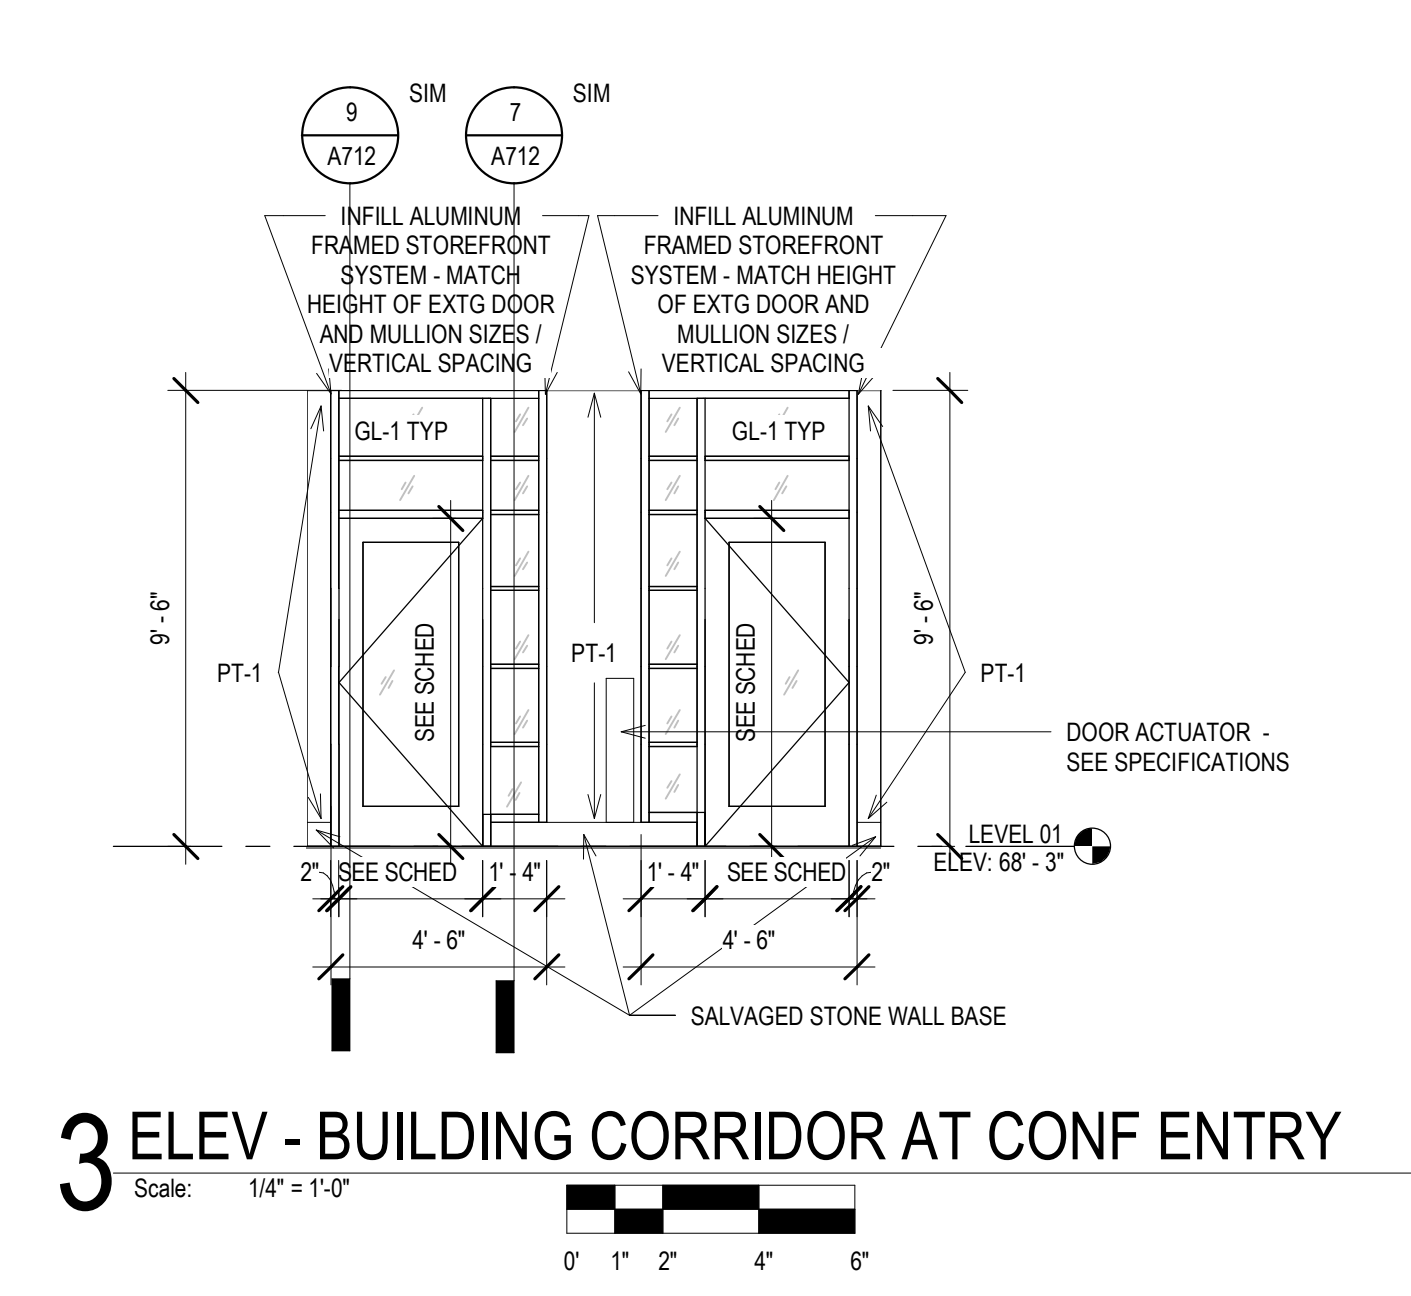 9
A712
SIM
7
A712
SIM
INFILL ALUMINUM
FRAMED STOREFRONT
SYSTEM - MATCH
HEIGHT OF EXTG DOOR
AND MULLION SIZES /
VERTICAL SPACING
INFILL ALUMINUM
FRAMED STOREFRONT
SYSTEM - MATCH HEIGHT
OF EXTG DOOR AND
MULLION SIZES /
VERTICAL SPACING
GL-1 TYP
GL-1 TYP
9' - 6"
9' - 6"
PT-1
SEE SCHED
PT-1
SEE SCHED
PT-1
DOOR ACTUATOR -
SEE SPECIFICATIONS
LEVEL 01
ELEV: 68' - 3"
2"
SEE SCHED
1' - 4"
1' - 4"
SEE SCHED
2"
4' - 6"
4' - 6"
SALVAGED STONE WALL BASE
3 ELEV - BUILDING CORRIDOR AT CONF ENTRY
Scale: 1/4" = 1'-0"
0' 1" 2" 4" 6"